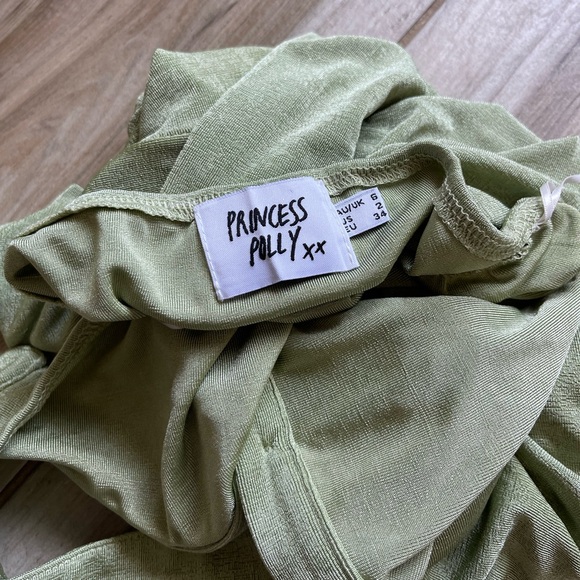 PRINCESS
POLLY xx
AU/UK 6
US 2
EU 34